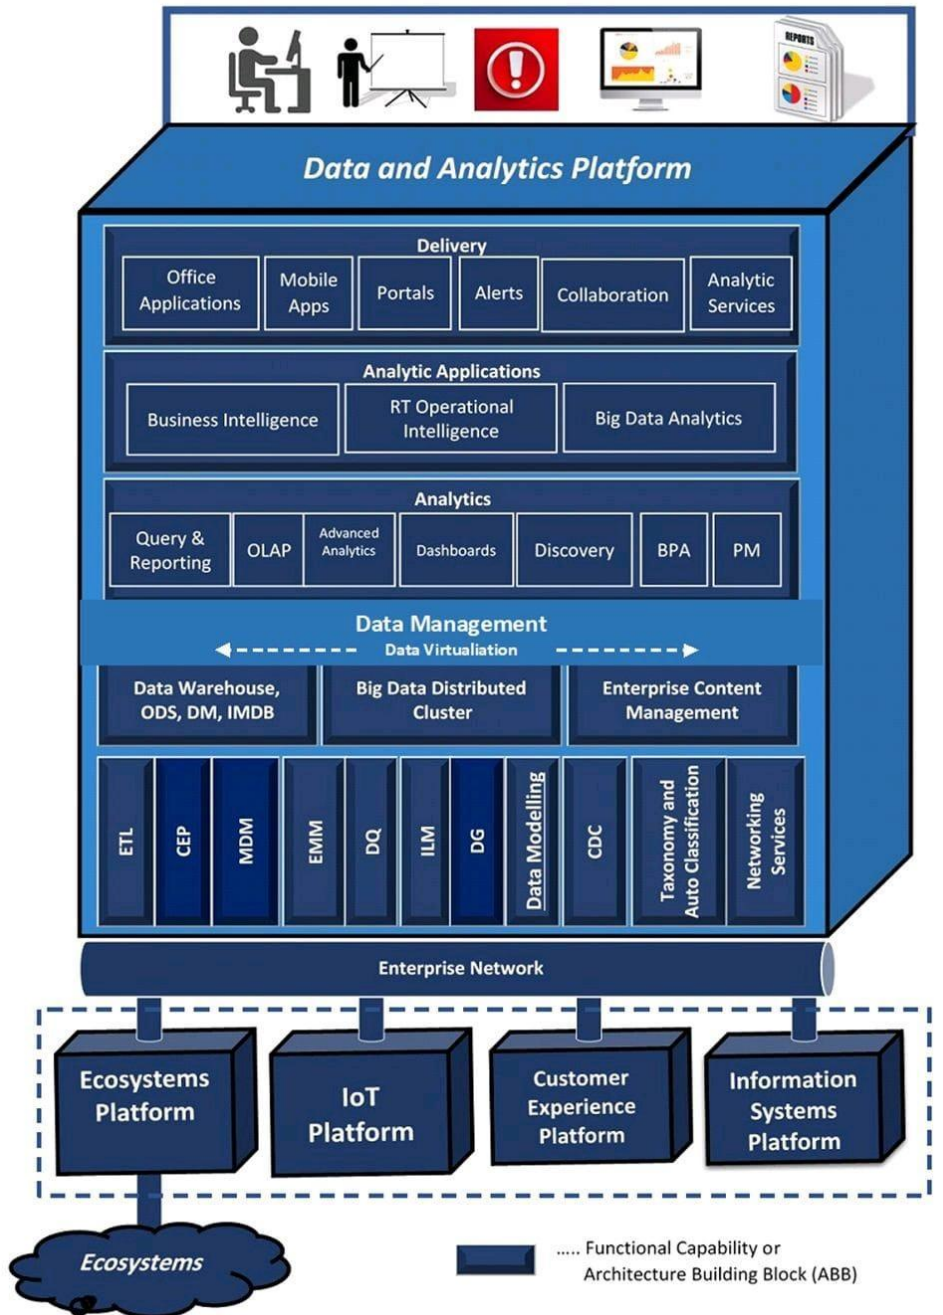 REPORTS
Data and Analytics Platform
Delivery
Office
Applications
Mobile
Apps
Portals
Alerts
Collaboration
Analytic
Services
Analytic Applications
Business Intelligence
RT Operational
Intelligence
Big Data Analytics
Analytics
Query &
Reporting
OLAP
Advanced
Analytics
Dashboards
Discovery
BPA
PM
Data Management
Data Virtualiation
Data Warehouse,
ODS, DM, IMDB
Big Data Distributed
Cluster
Enterprise Content
Management
ETL
CEP
MDM
EMM
DQ
ILM
DG
Data Modelling
CDC
Taxonomy and
Auto Classification
Networking
Services
Enterprise Network
Ecosystems
Platform
IoT
Platform
Customer
Experience
Platform
Information
Systems
Platform
Ecosystems
..... Functional Capability or
Architecture Building Block (ABB)